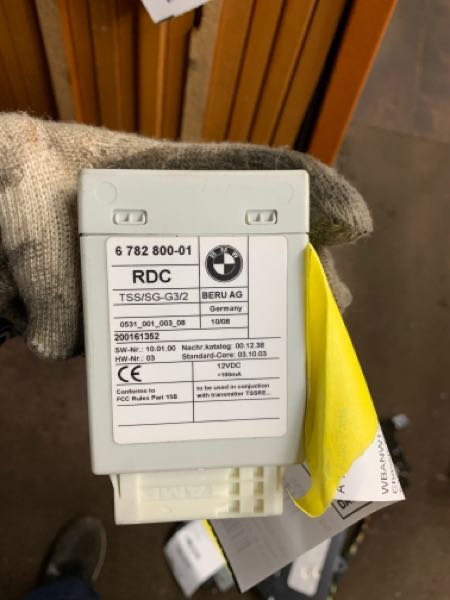 6 782 800-01
BMW
RDC
TSS/SG-G3/2
BERU AG
Germany
0531_001_003_08
10/08
200161352
SW-Nr.: 10.01.00 Nachr.katalog: 00.12.38
HW-Nr.: 03 Standard-Core: 03.10.03
CE
12VDC
<100mA
Conforms to
FCC Rules Part 15B
to be used in conjuction
with transmitter TSSRE...
WBANW